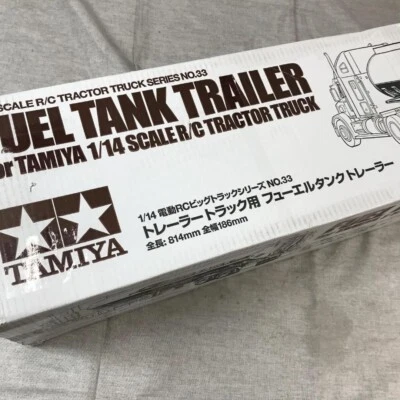 SCALE R/C TRACTOR TRUCK SERIES NO.33
UEL TANK TRAILER
or TAMIYA 1/14 SCALE R/C TRACTOR TRUCK
1/14 電動RCビッグトラックシリーズ NO.33
トレーラートラック用 フューエルタンクトレーラー
全長: 814mm 全幅186mm
TAMIYA